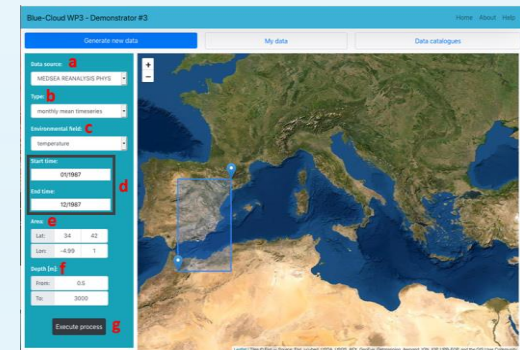 Blue-Cloud WP3 - Demonstrator #3
Home About Help
Generate new data
My data
Data catalogues
Data source: a
MEDSEA REANALYSIS PHYS
Type: b
monthly mean timeseries
Environmental field: c
temperature
Start time:
01/1987
d
End time:
12/1987
Area: e
Lat: 34 42
Lon: -4.99 1
Depth [m]: f
From: 0.5
To: 3000
Execute process g
+
−